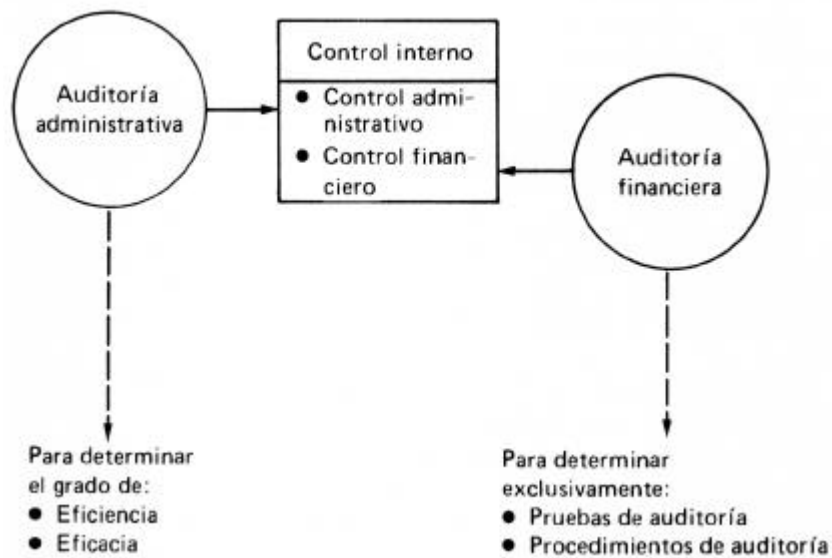 Auditoría
administrativa
Control interno
● Control admi-
nistrativo
● Control finan-
ciero
Auditoría
financiera
Para determinar
el grado de:
● Eficiencia
● Eficacia
Para determinar
exclusivamente:
● Pruebas de auditoría
● Procedimientos de auditoría